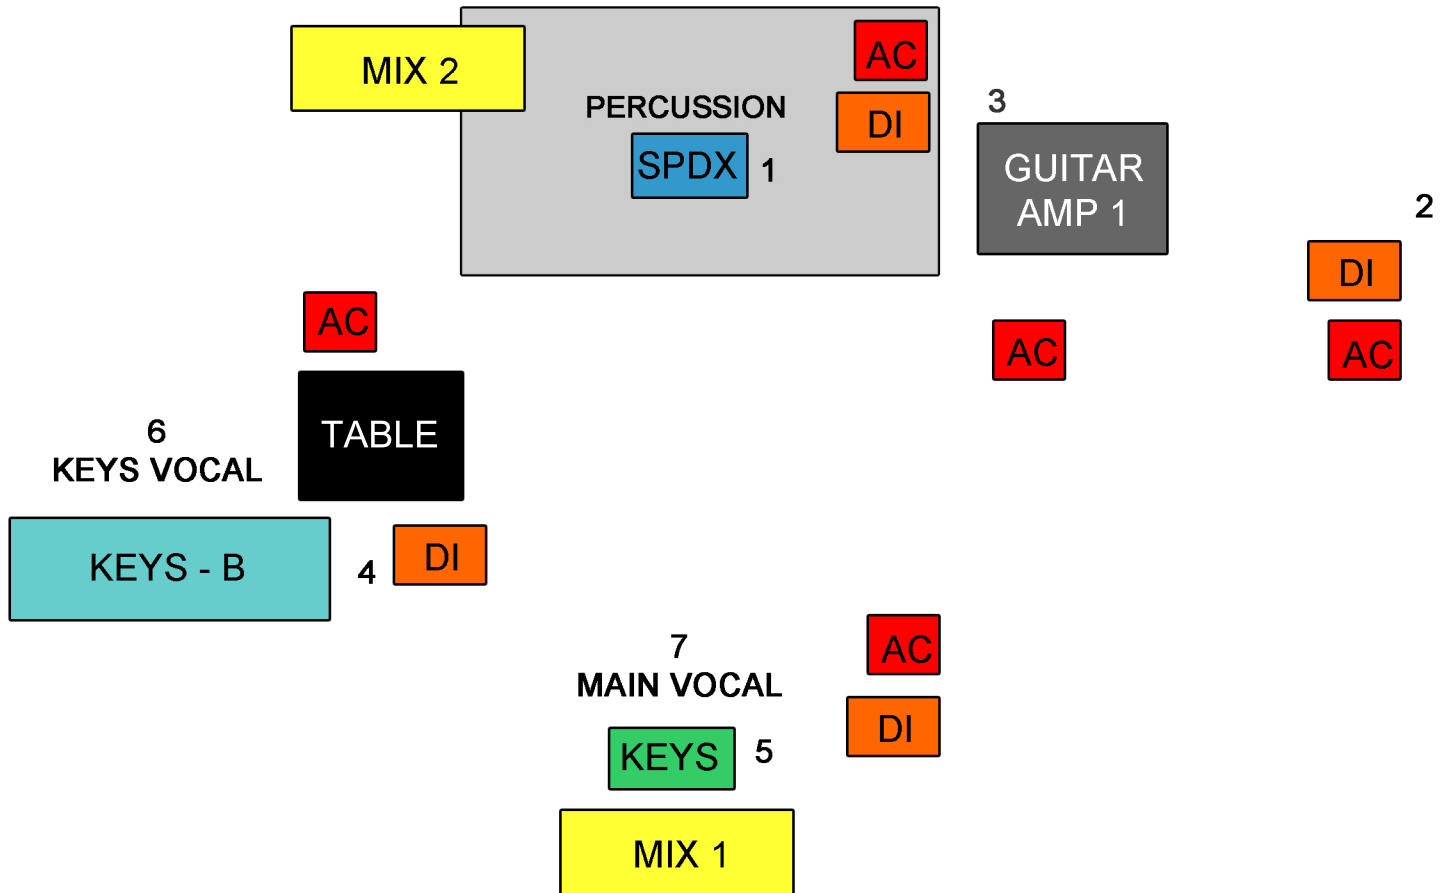 MIX 2
AC
PERCUSSION
DI
SPDX
1
3
GUITAR
AMP 1
2
DI
AC
AC
AC
TABLE
6
KEYS VOCAL
KEYS - B
4
DI
7
MAIN VOCAL
AC
DI
KEYS
5
MIX 1